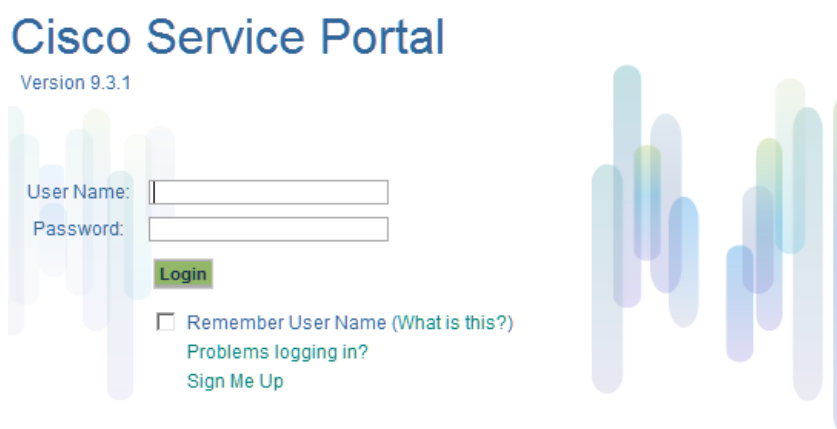 Cisco Service Portal
Version 9.3.1
User Name:
Password:
Login
Remember User Name (What is this?)
Problems logging in?
Sign Me Up